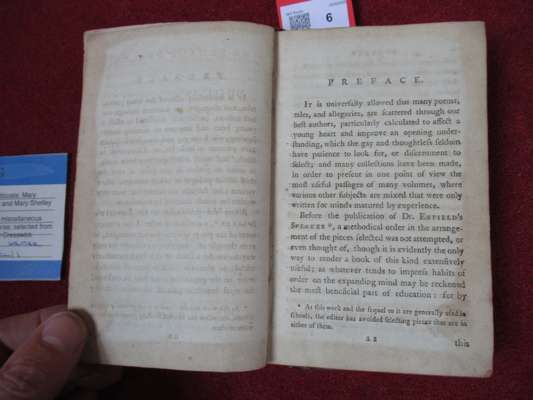 6
PREFACE.
IT is universally allowed that many poems,
tales, and allegories, are scattered through our
best authors, particularly calculated to affect a
young heart and improve an opening under-
standing, which the gay and thoughtless seldom
have patience to look for, or discernment to
select; and many collections have been made,
in order to present in one point of view the
most useful passages of many volumes, where
various other subjects are mixed that were only
written for minds matured by experience.
Before the publication of Dr. ENFIELD'S
SPEAKER *, a methodical order in the arrange-
ment of the pieces selected was not attempted, or
even thought of, though it is evidently the only
way to render a book of this kind extensively
useful; as whatever tends to impress habits of
order on the expanding mind may be reckoned
the most beneficial part of education: for by
* As this work and the sequel to it are generally used in
schools, the editor has avoided selecting pieces that are in
either of them.
a 2
this
Mary
and Mary Shelley
miscellaneous
selected from